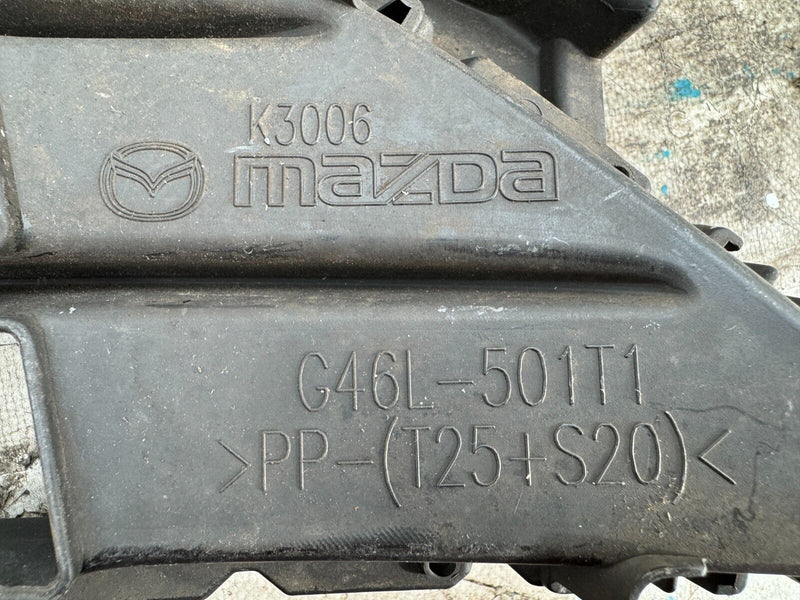 K3006
mazda
G46L-501T1
>PP-(T25+S20)<